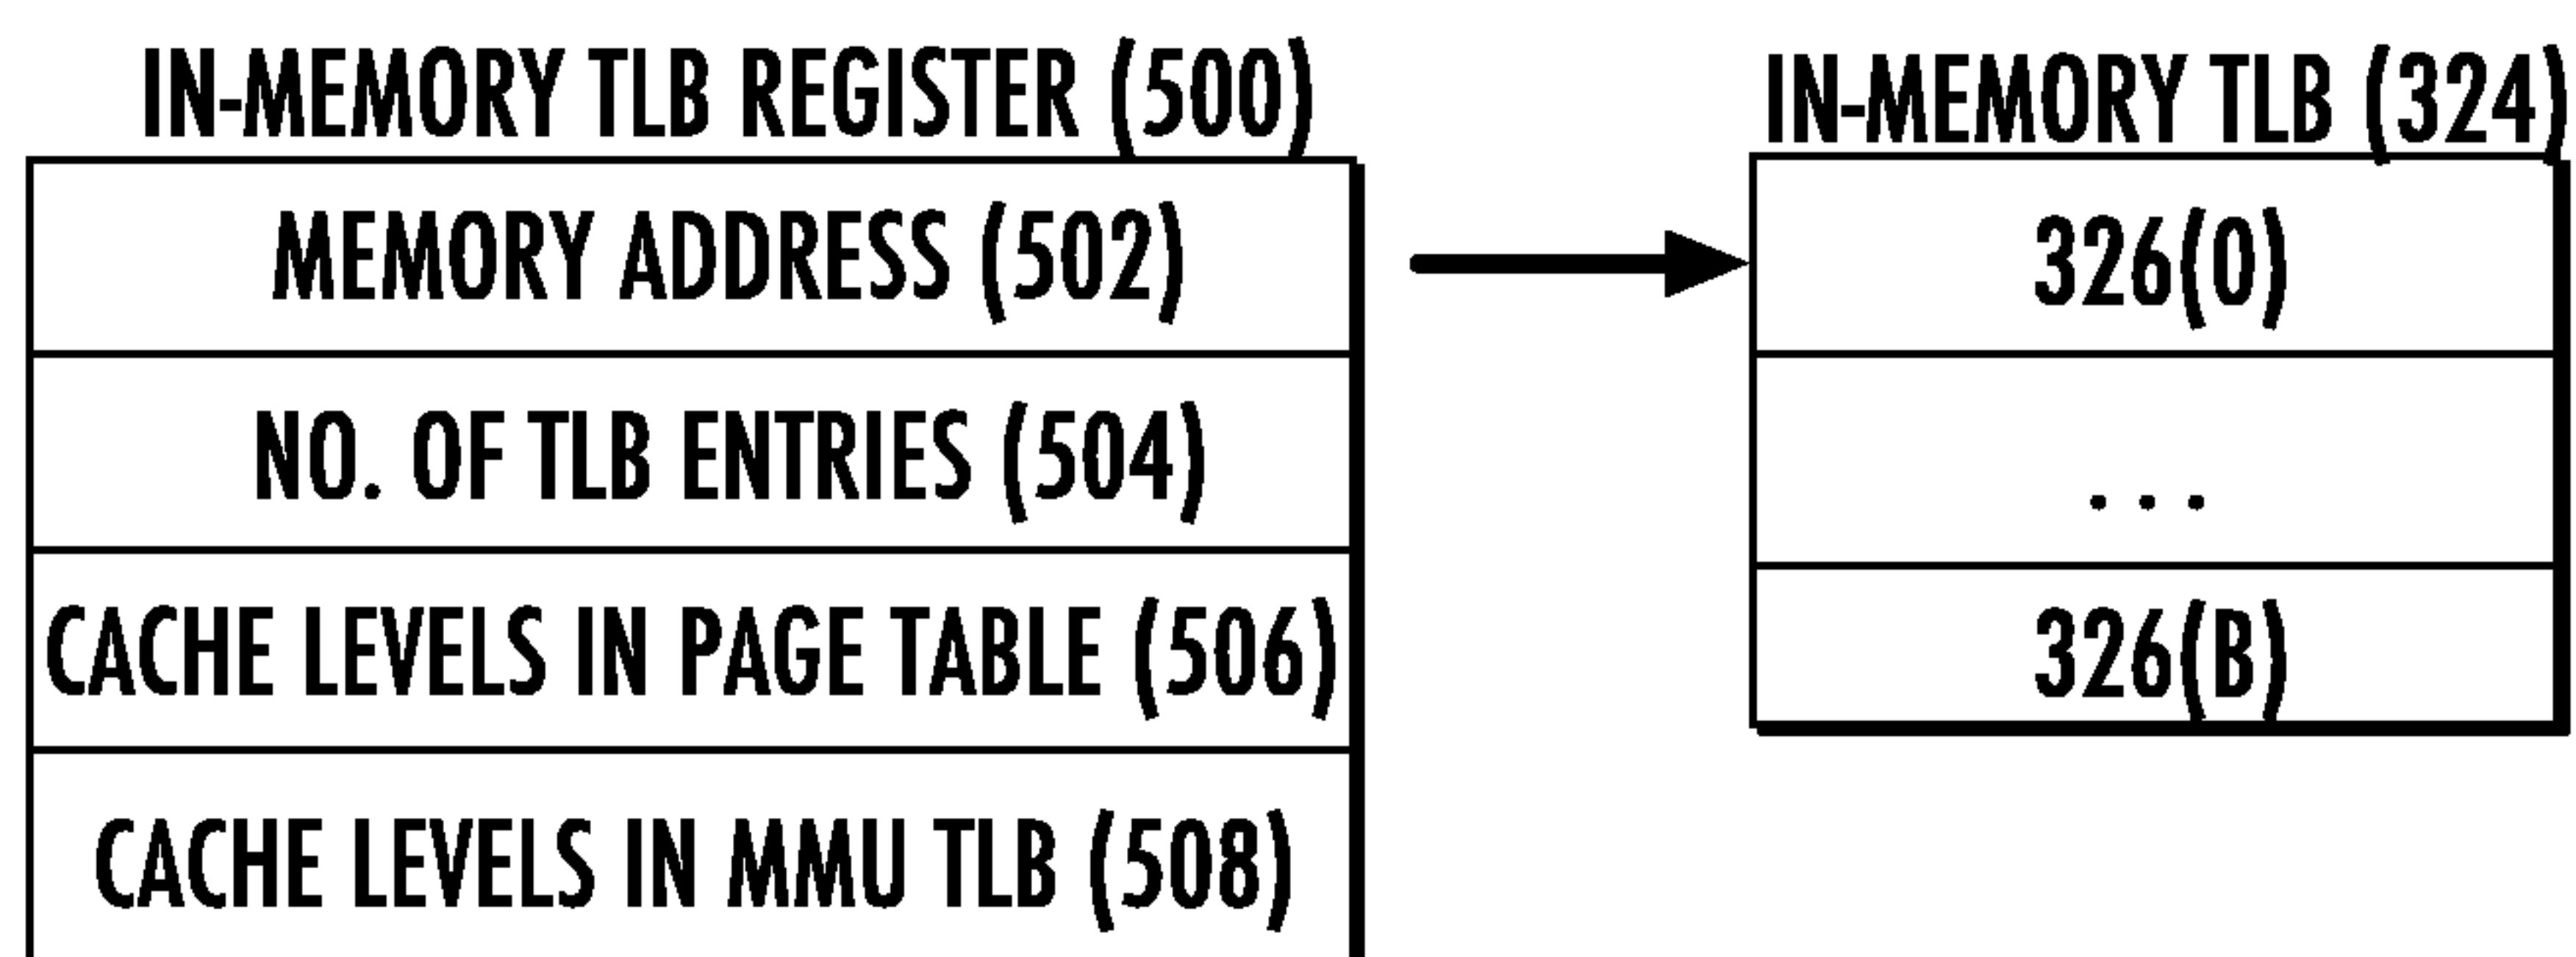 IN-MEMORY TLB REGISTER (500)
MEMORY ADDRESS (502)
NO. OF TLB ENTRIES (504)
CACHE LEVELS IN PAGE TABLE (506)
CACHE LEVELS IN MMU TLB (508)
IN-MEMORY TLB (324)
326(0)
...
326(B)